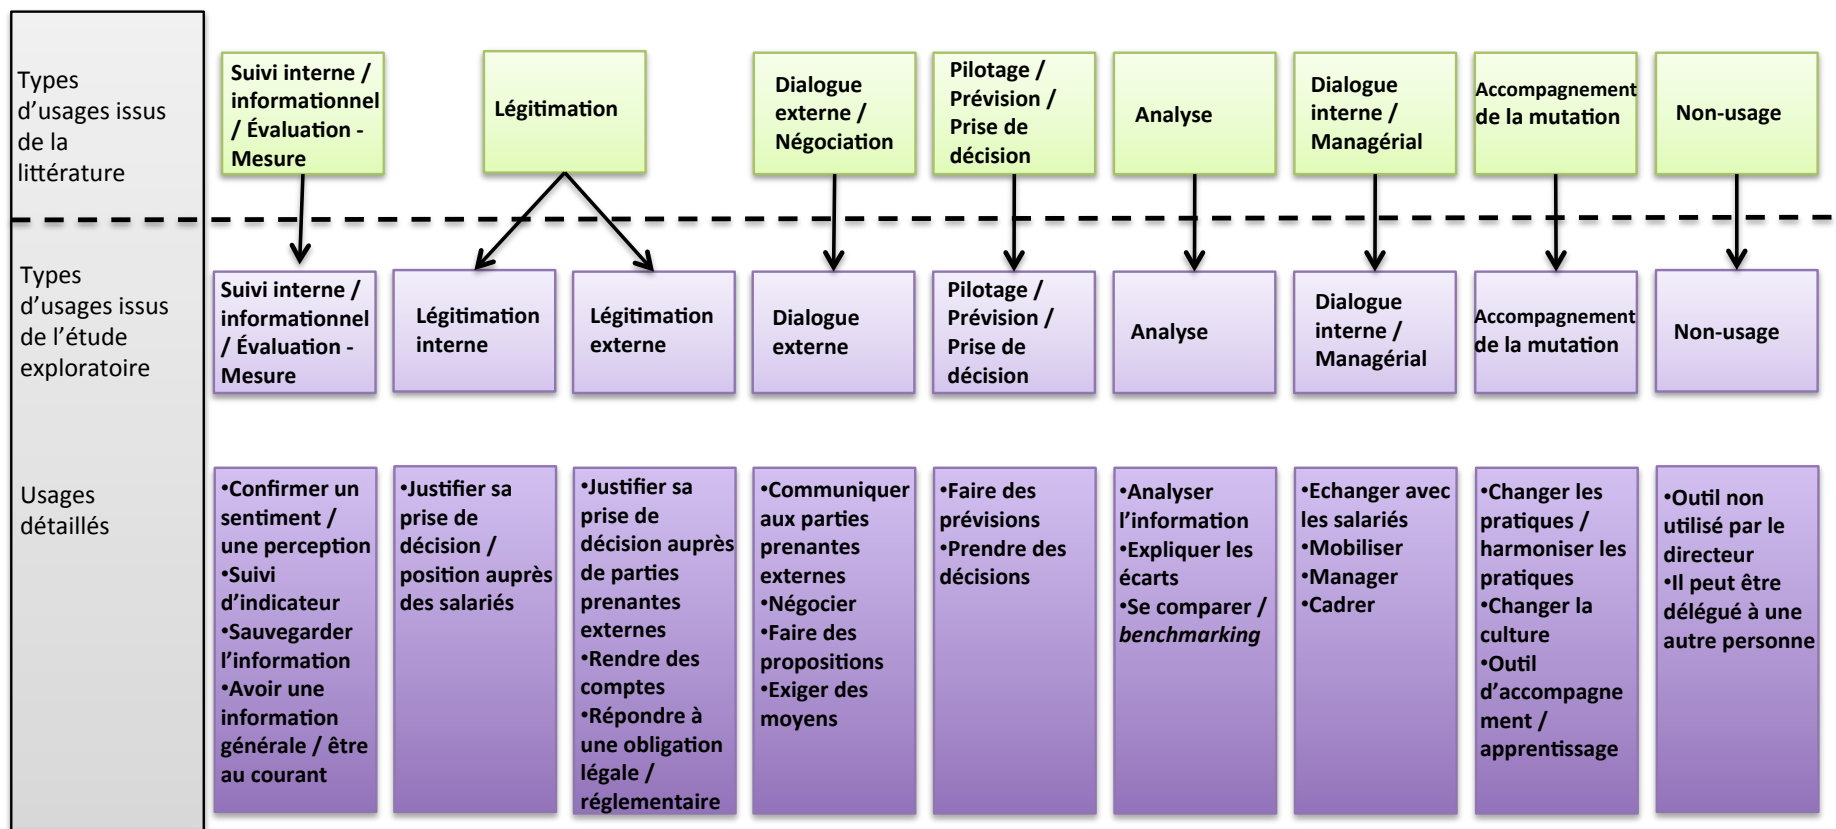 Types
d’usages issus
de la
littérature
Suivi interne /
informationnel
/ Évaluation -
Mesure
Légitimation
Dialogue
externe /
Négociation
Pilotage /
Prévision /
Prise de
décision
Analyse
Dialogue
interne /
Managérial
Accompagnement
de la mutation
Non-usage
Types
d’usages issus
de l’étude
exploratoire
Suivi interne /
informationnel
/ Évaluation -
Mesure
Légitimation
interne
Légitimation
externe
Dialogue
externe
Pilotage /
Prévision /
Prise de
décision
Analyse
Dialogue
interne /
Managérial
Accompagnement
de la mutation
Non-usage
Usages
détaillés
•Confirmer un
sentiment /
une perception
•Suivi
d’indicateur
•Sauvegarder
l’information
•Avoir une
information
générale / être
au courant
•Justifier sa
prise de
décision /
position auprès
des salariés
•Justifier sa
prise de
décision auprès
de parties
prenantes
externes
•Rendre des
comptes
•Répondre à
une obligation
légale /
réglementaire
•Communiquer
aux parties
prenantes
externes
•Négocier
•Faire des
propositions
•Exiger des
moyens
•Faire des
prévisions
•Prendre des
décisions
•Analyser
l’information
•Expliquer les
écarts
•Se comparer /
benchmarking
•Echanger avec
les salariés
•Mobiliser
•Manager
•Cadrer
•Changer les
pratiques /
harmoniser les
pratiques
•Changer la
culture
•Outil
d’accompagne
ment /
apprentissage
•Outil non
utilisé par le
directeur
•Il peut être
délégué à une
autre personne